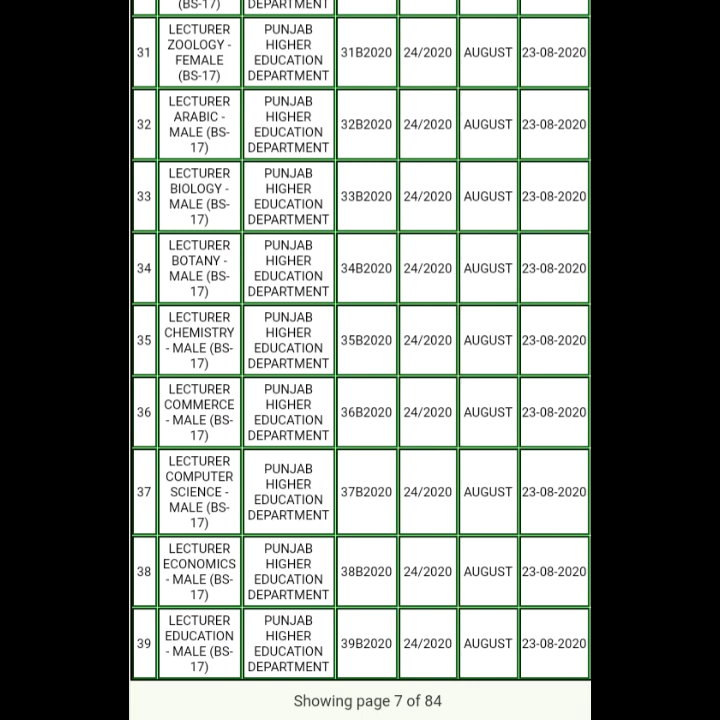 (BS-17) DEPARTMENT
31 LECTURER ZOOLOGY - FEMALE (BS-17) PUNJAB HIGHER EDUCATION DEPARTMENT 31B2020 24/2020 AUGUST 23-08-2020
32 LECTURER ARABIC - MALE (BS-17) PUNJAB HIGHER EDUCATION DEPARTMENT 32B2020 24/2020 AUGUST 23-08-2020
33 LECTURER BIOLOGY - MALE (BS-17) PUNJAB HIGHER EDUCATION DEPARTMENT 33B2020 24/2020 AUGUST 23-08-2020
34 LECTURER BOTANY - MALE (BS-17) PUNJAB HIGHER EDUCATION DEPARTMENT 34B2020 24/2020 AUGUST 23-08-2020
35 LECTURER CHEMISTRY - MALE (BS-17) PUNJAB HIGHER EDUCATION DEPARTMENT 35B2020 24/2020 AUGUST 23-08-2020
36 LECTURER COMMERCE - MALE (BS-17) PUNJAB HIGHER EDUCATION DEPARTMENT 36B2020 24/2020 AUGUST 23-08-2020
37 LECTURER COMPUTER SCIENCE - MALE (BS-17) PUNJAB HIGHER EDUCATION DEPARTMENT 37B2020 24/2020 AUGUST 23-08-2020
38 LECTURER ECONOMICS - MALE (BS-17) PUNJAB HIGHER EDUCATION DEPARTMENT 38B2020 24/2020 AUGUST 23-08-2020
39 LECTURER EDUCATION - MALE (BS-17) PUNJAB HIGHER EDUCATION DEPARTMENT 39B2020 24/2020 AUGUST 23-08-2020
Showing page 7 of 84